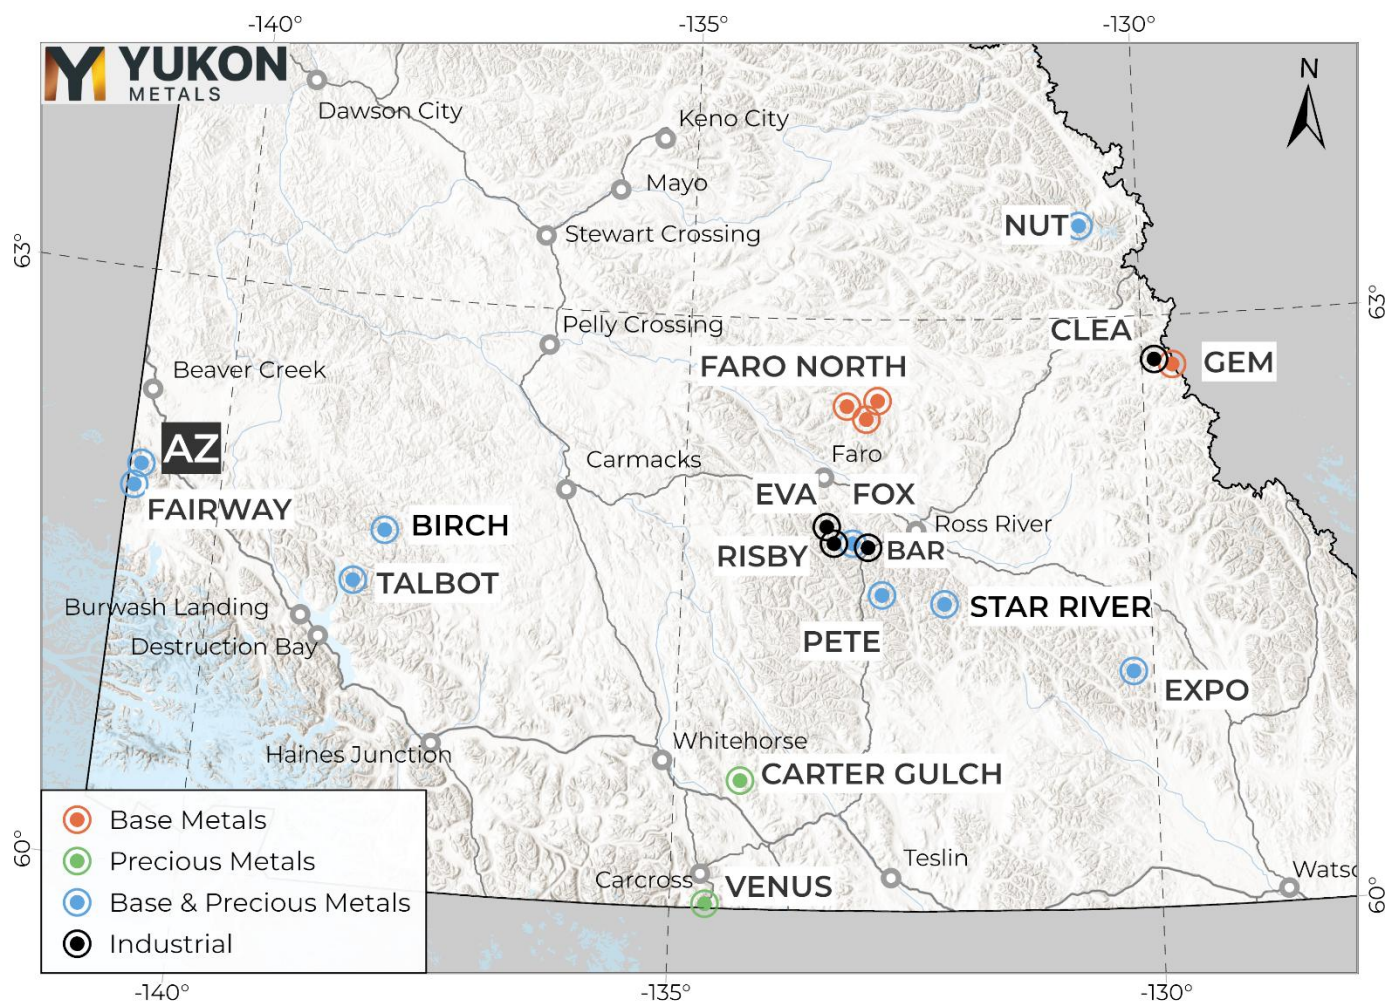 -140°
-135°
-130°
YUKON
METALS
N
Dawson City
Keno City
Mayo
Stewart Crossing
NUT
63°
63°
Pelly Crossing
CLEA
GEM
Beaver Creek
FARO NORTH
AZ
Carmacks
Faro
FAIRWAY
EVA
FOX
BIRCH
Ross River
RISBY
BAR
TALBOT
Burwash Landing
STAR RIVER
Destruction Bay
PETE
EXPO
Haines Junction
Whitehorse
CARTER GULCH
Base Metals
Precious Metals
Base & Precious Metals
Industrial
60°
Carcross
VENUS
Teslin
Watso
60°
-140°
-135°
-130°